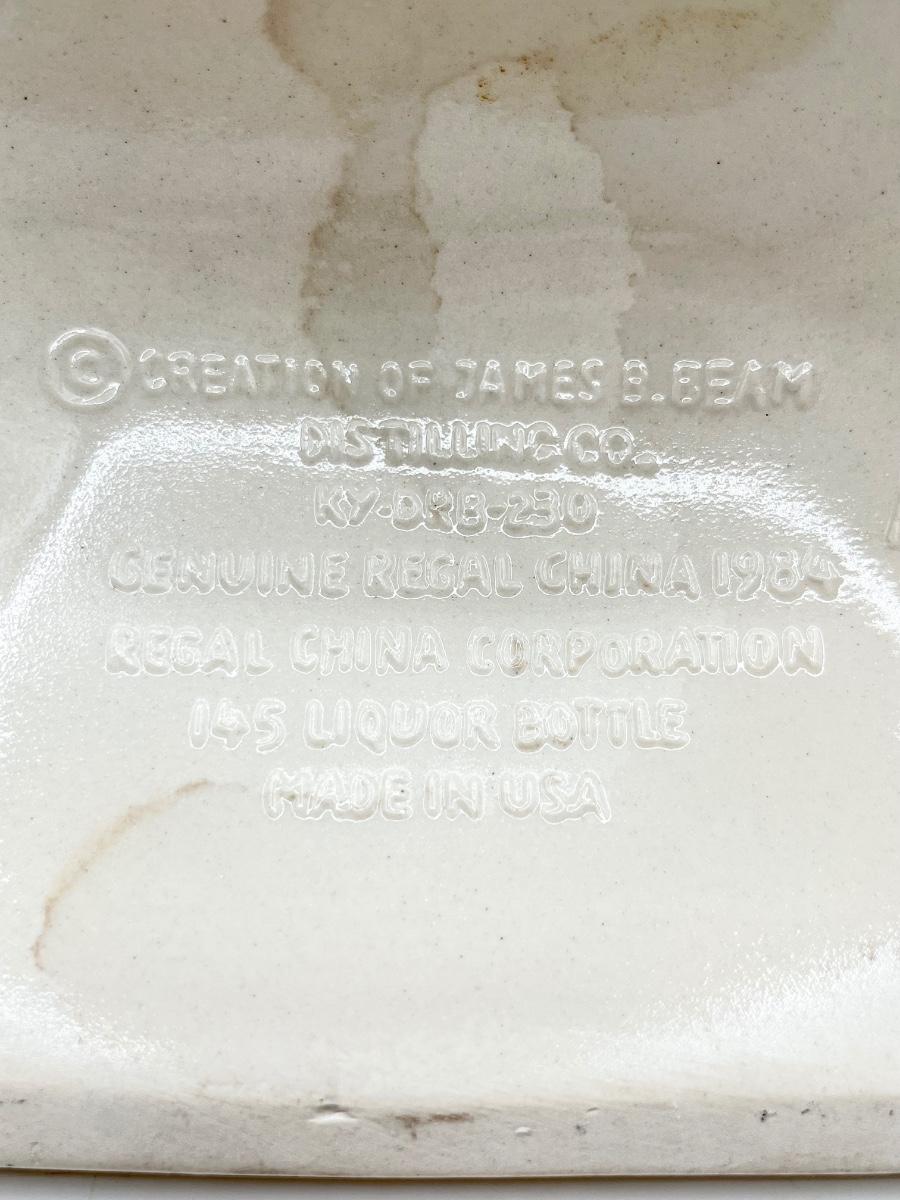 © CREATION OF JAMES B. BEAM
DISTILLING CO.
KY-DRB-230
GENUINE REGAL CHINA 1984
REGAL CHINA CORPORATION
145 LIQUOR BOTTLE
MADE IN USA